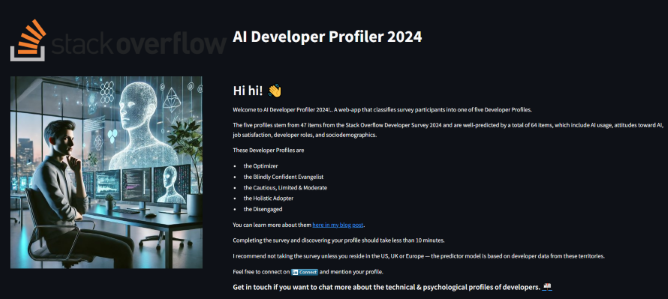 stackoverflow
AI Developer Profiler 2024
Hi hi! 👋
Welcome to AI Developer Profiler 2024!.. A web-app that classifies survey participants into one of five Developer Profiles.
The five profiles stem from 47 items from the Stack Overflow Developer Survey 2024 and are well-predicted by a total of 64 items, which include AI usage, attitudes toward AI,
job satisfaction, developer roles, and sociodemographics.
These Developer Profiles are
• the Optimizer
• the Blindly Confident Evangelist
• the Cautious, Limited & Moderate
• the Holistic Adopter
• the Disengaged
You can learn more about them here in my blog post.
Completing the survey and discovering your profile should take less than 10 minutes.
I recommend not taking the survey unless you reside in the US, UK or Europe — the predictor model is based on developer data from these territories.
Feel free to connect on in Connect and mention your profile.
Get in touch if you want to chat more about the technical & psychological profiles of developers.